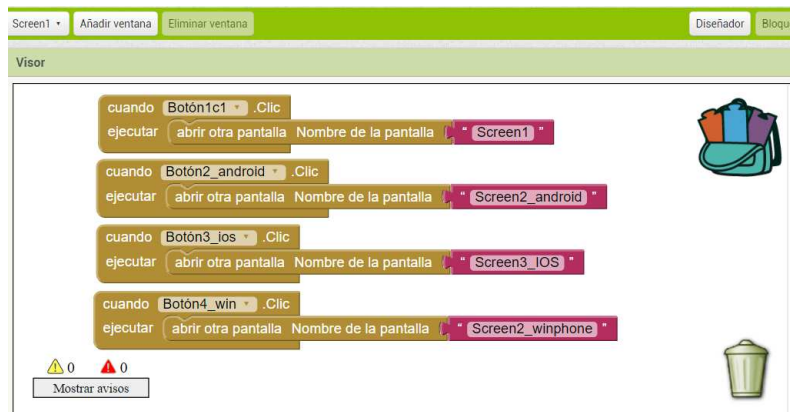 Screen1 Añadir ventana Eliminar ventana Diseñador Bloqu
Visor
cuando Botón1c1 .Clic
ejecutar abrir otra pantalla Nombre de la pantalla " Screen1 "
cuando Botón2_android .Clic
ejecutar abrir otra pantalla Nombre de la pantalla " Screen2_android "
cuando Botón3_ios .Clic
ejecutar abrir otra pantalla Nombre de la pantalla " Screen3_IOS "
cuando Botón4_win .Clic
ejecutar abrir otra pantalla Nombre de la pantalla " Screen2_winphone "
0 0
Mostrar avisos